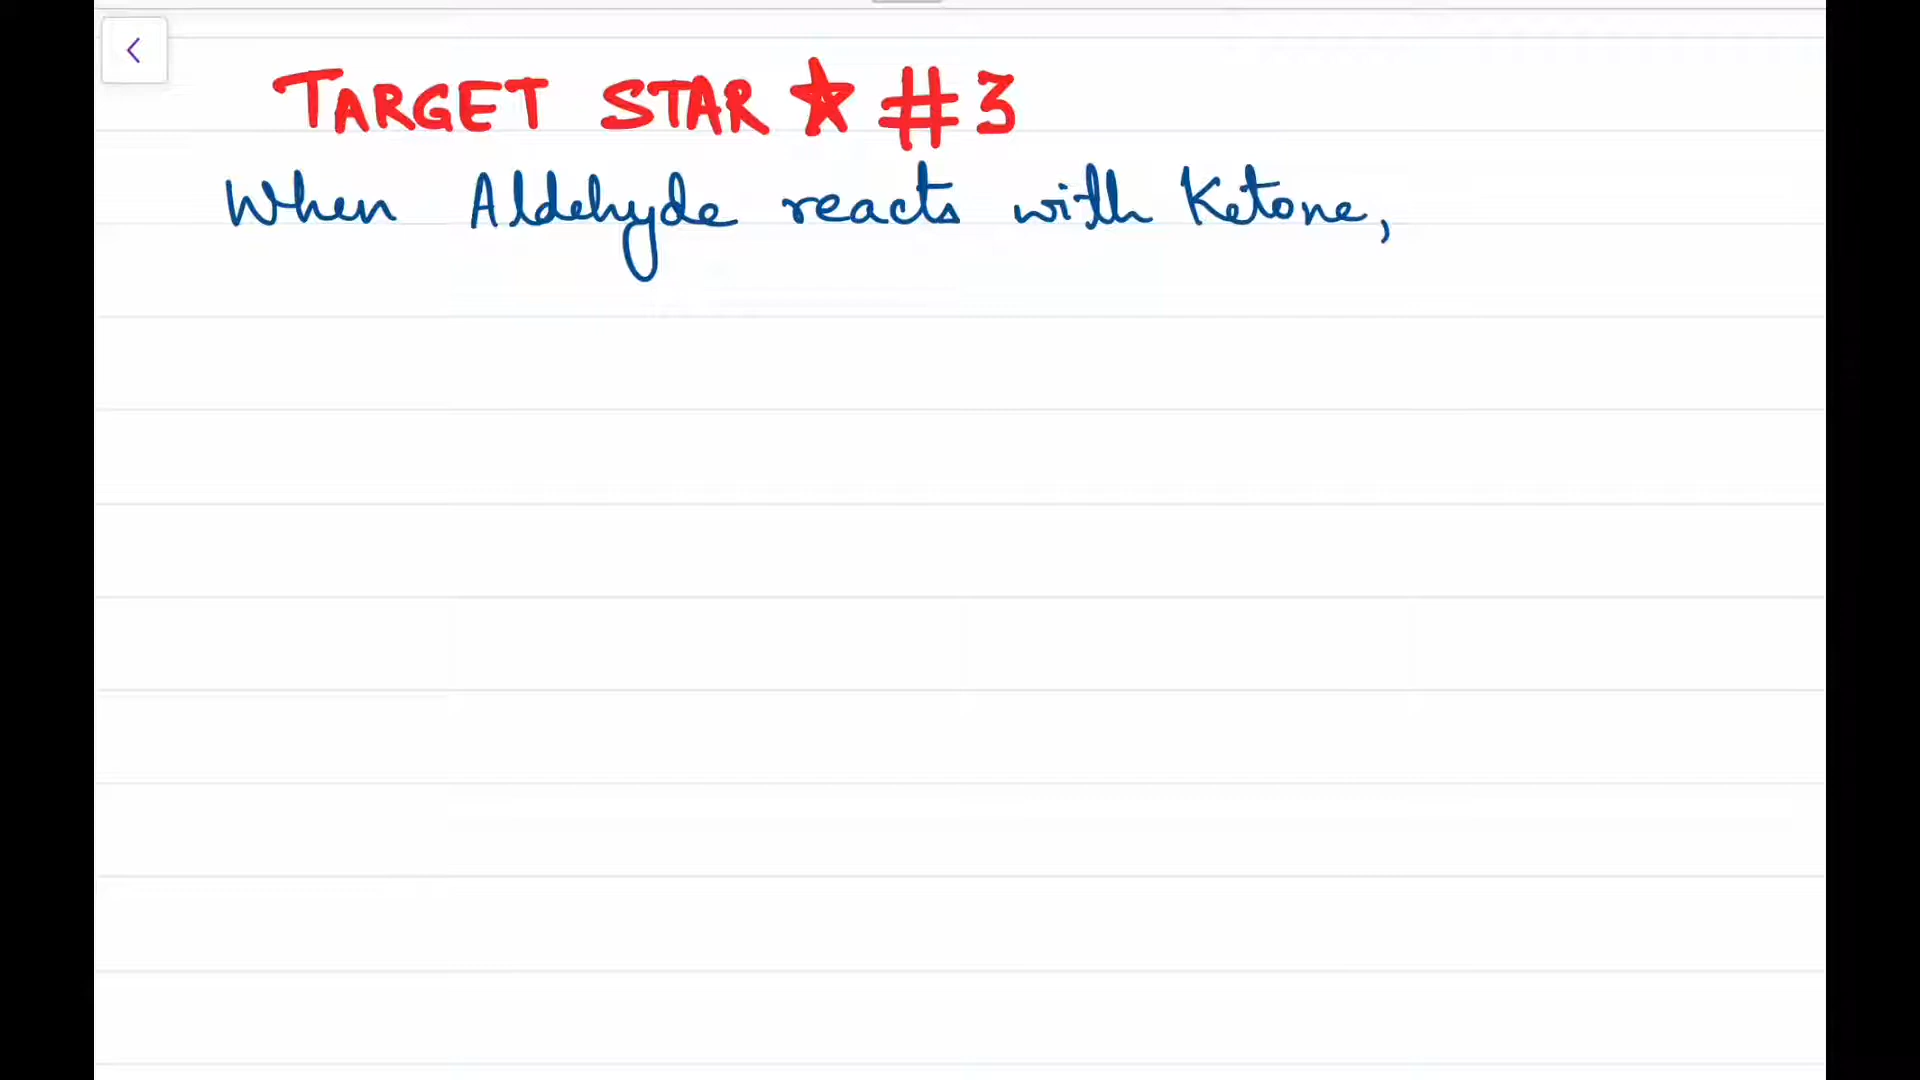 TARGET STAR ★ #3
When Aldehyde reacts with Ketone,